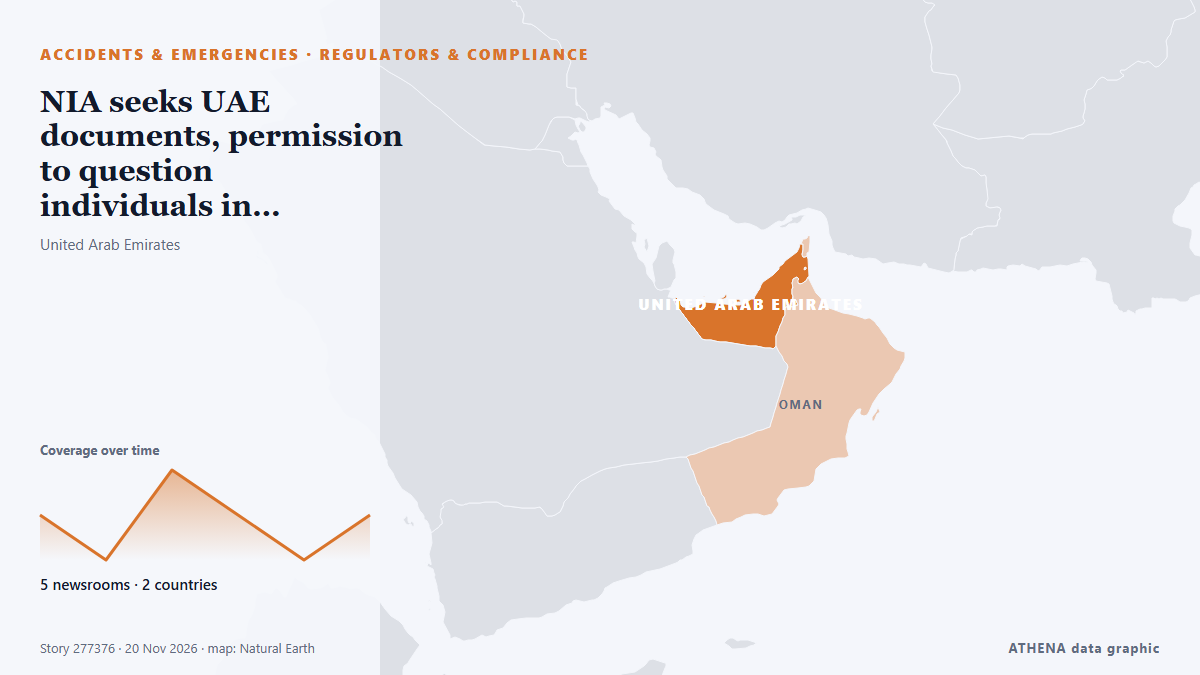 ACCIDENTS & EMERGENCIES · REGULATORS & COMPLIANCE
NIA seeks UAE
documents, permission
to question
individuals in...
United Arab Emirates
UNITED ARAB EMIRATES
OMAN
Coverage over time
5 newsrooms · 2 countries
Story 277376 · 20 Nov 2026 · map: Natural Earth
ATHENA data graphic